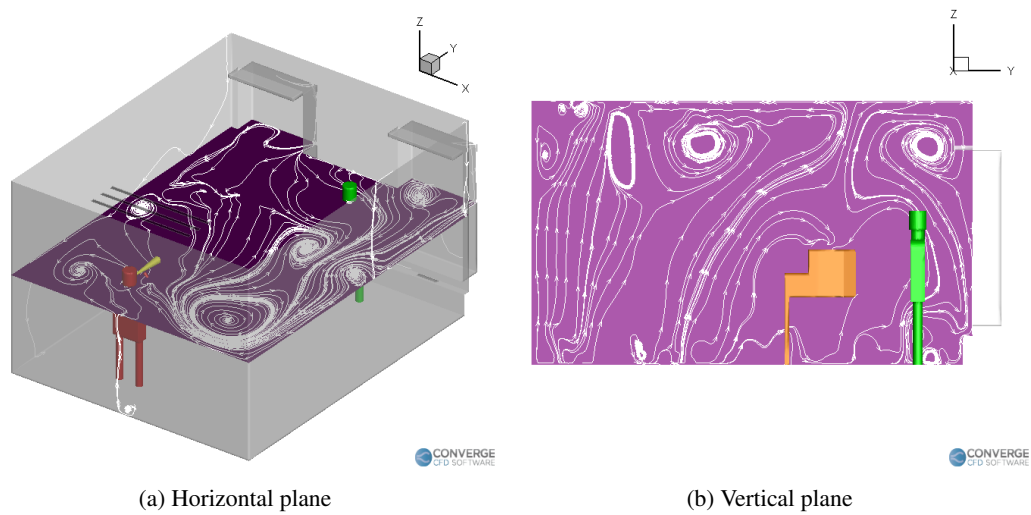 Z
Y
X
CONVERGE
CFD SOFTWARE
(a) Horizontal plane
Z
X
Y
CONVERGE
CFD SOFTWARE
(b) Vertical plane